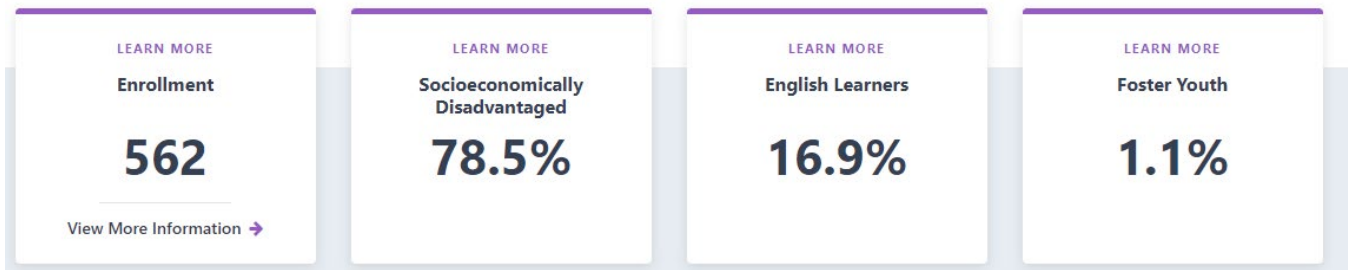 LEARN MORE
Enrollment
562
View More Information
LEARN MORE
Socioeconomically
Disadvantaged
78.5%
LEARN MORE
English Learners
16.9%
LEARN MORE
Foster Youth
1.1%